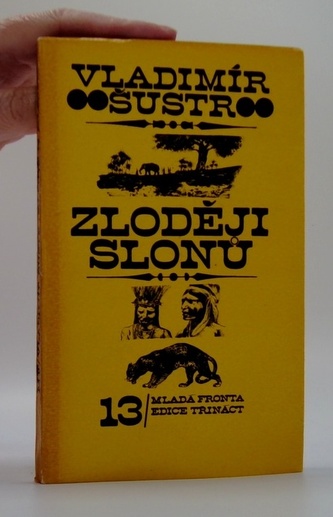 VLADIMÍR
ŠUSTR
ZLODĚJI
SLONŮ
13/MLADÁ FRONTA
EDICE TŘINÁCT